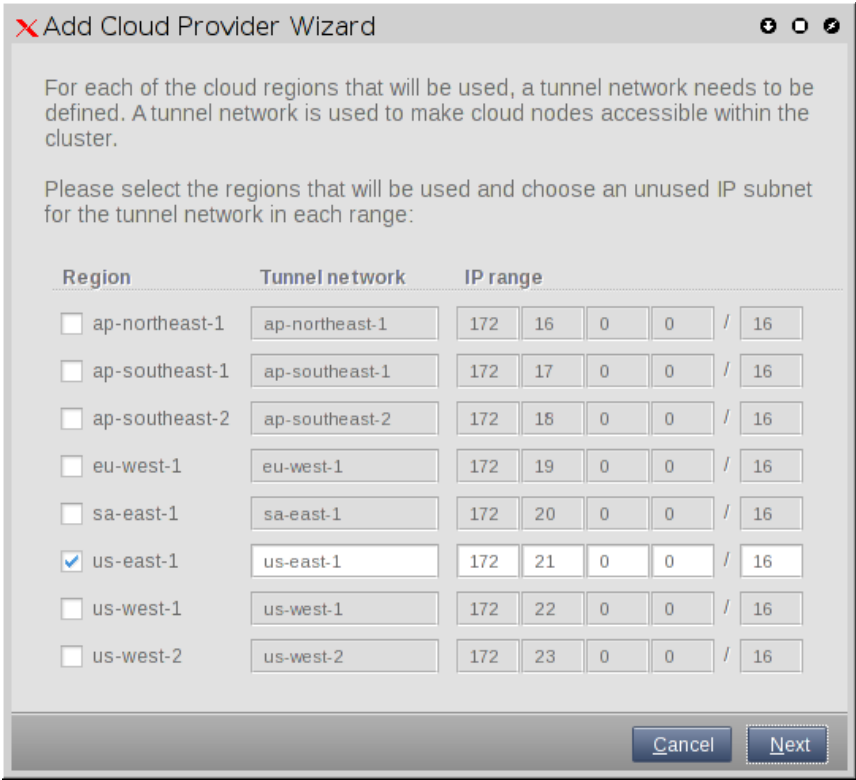 Add Cloud Provider Wizard
For each of the cloud regions that will be used, a tunnel network needs to be
defined. A tunnel network is used to make cloud nodes accessible within the
cluster.
Please select the regions that will be used and choose an unused IP subnet
for the tunnel network in each range:
Region Tunnel network IP range
ap-northeast-1 ap-northeast-1 172 16 0 0 / 16
ap-southeast-1 ap-southeast-1 172 17 0 0 / 16
ap-southeast-2 ap-southeast-2 172 18 0 0 / 16
eu-west-1 eu-west-1 172 19 0 0 / 16
sa-east-1 sa-east-1 172 20 0 0 / 16
us-east-1 us-east-1 172 21 0 0 / 16
us-west-1 us-west-1 172 22 0 0 / 16
us-west-2 us-west-2 172 23 0 0 / 16
Cancel Next